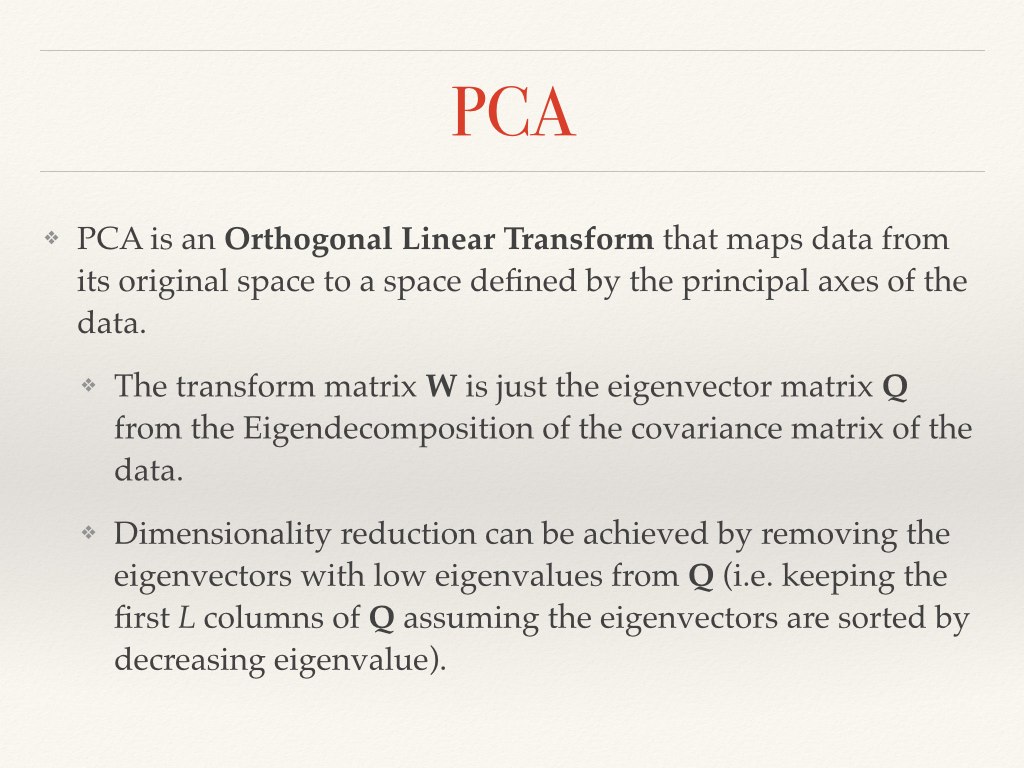 PCA
❖ PCA is an Orthogonal Linear Transform that maps data from
its original space to a space defined by the principal axes of the
data.
❖ The transform matrix W is just the eigenvector matrix Q
from the Eigendecomposition of the covariance matrix of the
data.
❖ Dimensionality reduction can be achieved by removing the
eigenvectors with low eigenvalues from Q (i.e. keeping the
first L columns of Q assuming the eigenvectors are sorted by
decreasing eigenvalue).